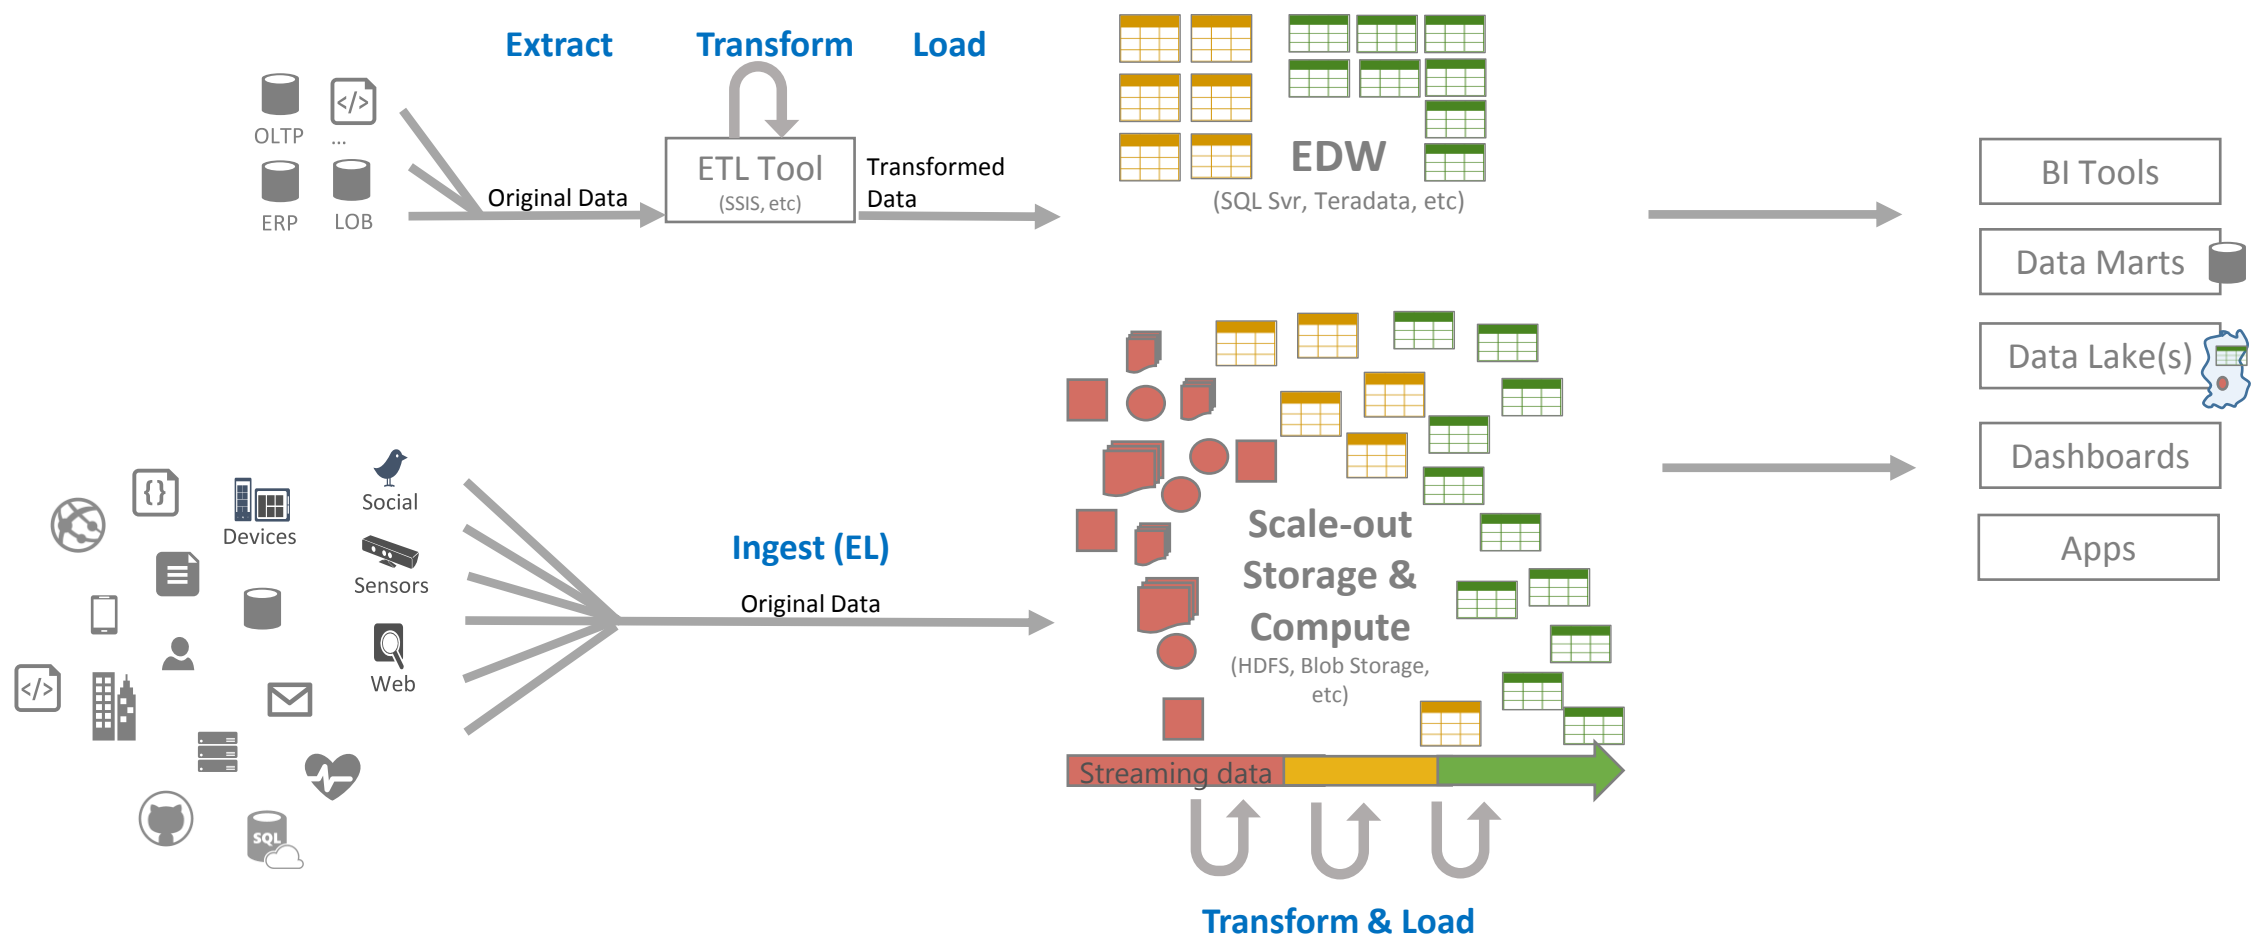 Extract
Transform
Load
OLTP
...
ERP
LOB
Original Data
ETL Tool
(SSIS, etc)
Transformed
Data
EDW
(SQL Svr, Teradata, etc)
BI Tools
Data Marts
Data Lake(s)
Dashboards
Apps
Social
Devices
Sensors
Web
SQL
Ingest (EL)
Original Data
Scale-out
Storage &
Compute
(HDFS, Blob Storage,
etc)
Streaming data
Transform & Load